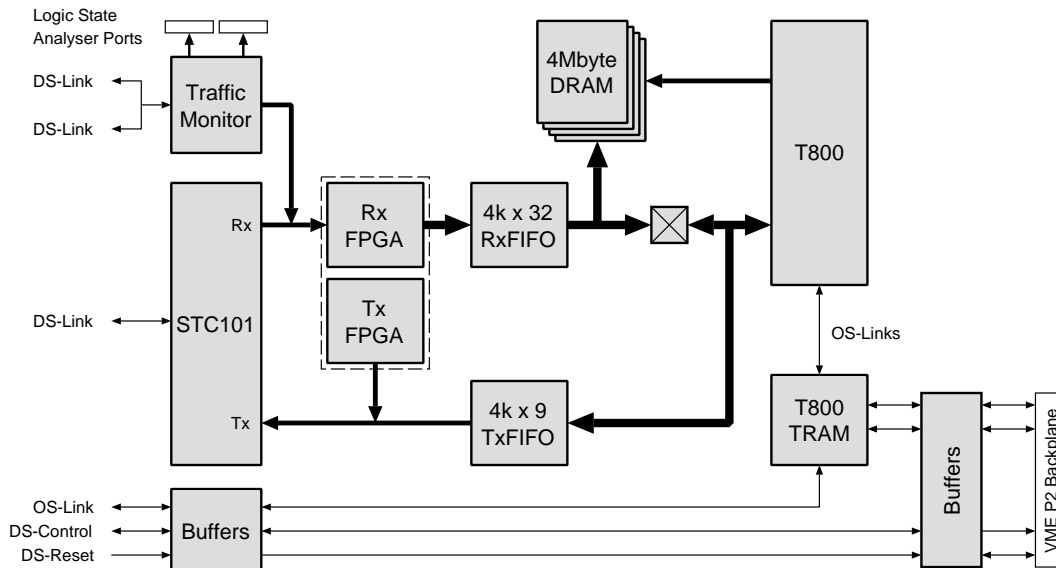 Logic State
Analyser Ports
DS-Link
DS-Link
Traffic
Monitor
4Mbyte
DRAM
T800
Rx
Rx
FPGA
4k x 32
RxFIFO
Tx
FPGA
DS-Link
STC101
OS-Links
Tx
4k x 9
TxFIFO
T800
TRAM
Buffers
VME P2 Backplane
OS-Link
DS-Control
DS-Reset
Buffers